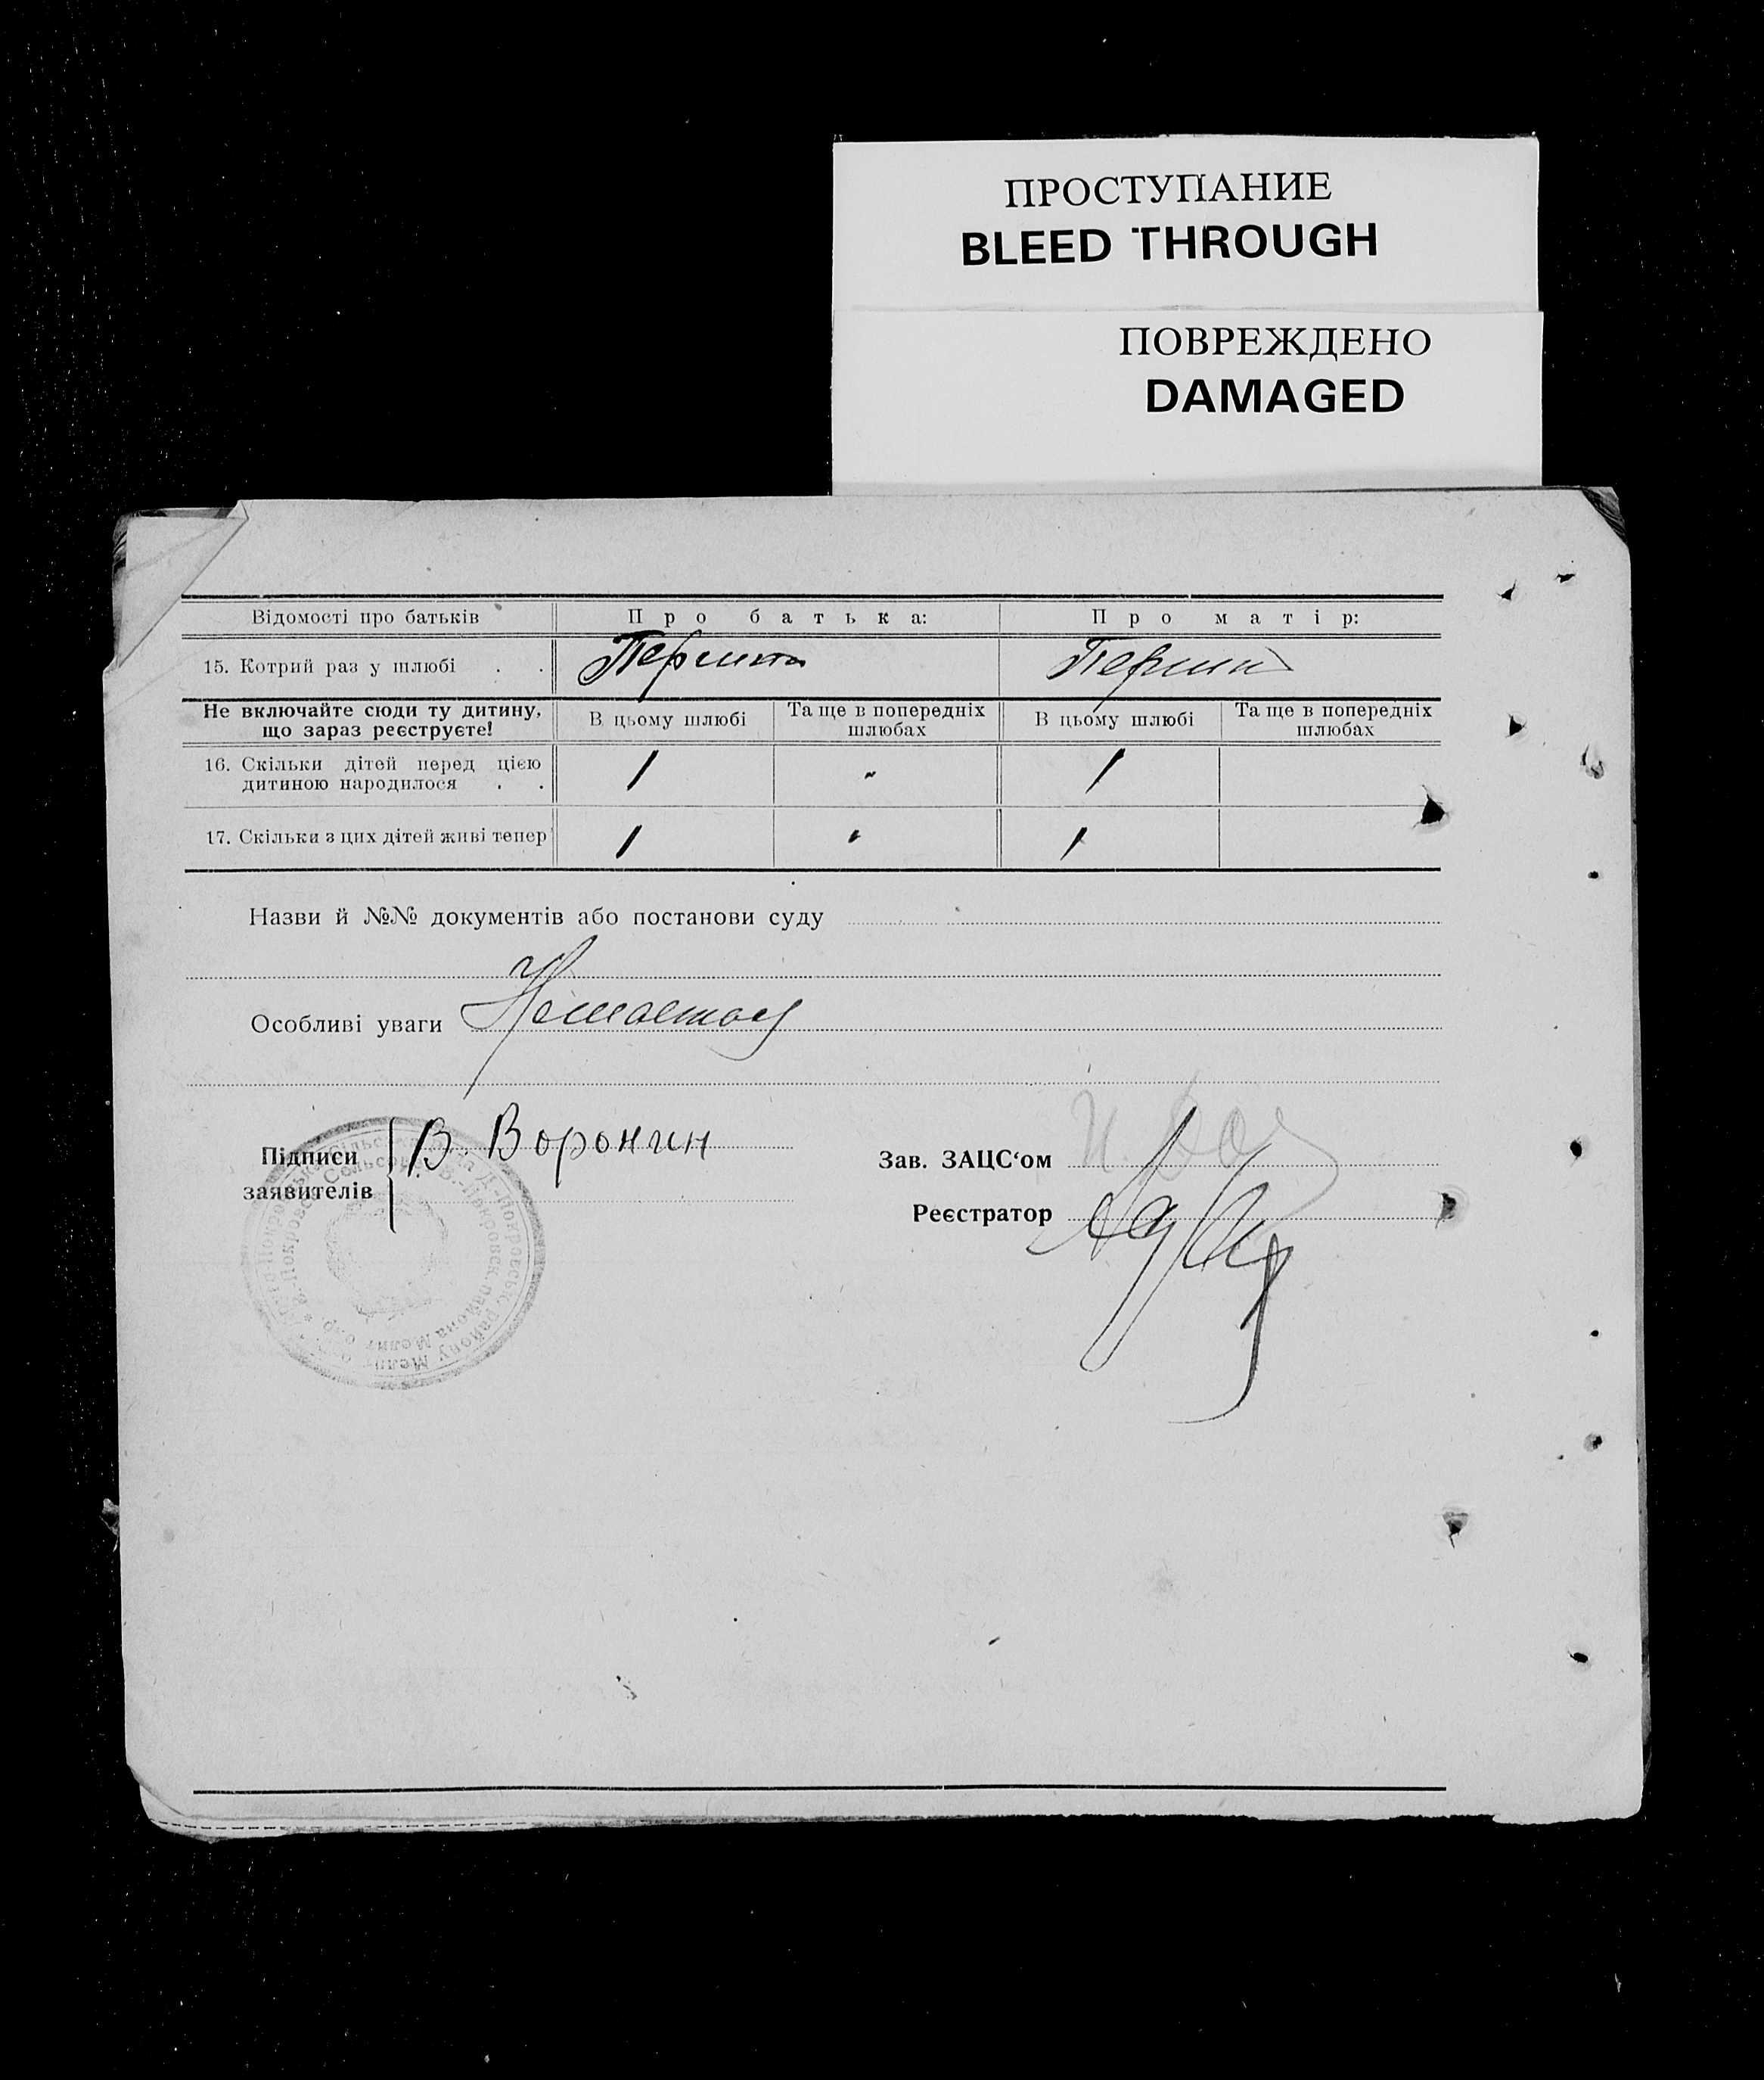 ПРОСТУПАНИЕ
BLEED THROUGH
ПОВРЕЖДЕНО
DAMAGED
Відомості про батьків Про батька: Про матір:
15. Котрий раз у шлюбі . . Перший Перший
Не включайте сюди ту дитину, що зараз реєструєте! В цьому шлюбі Та ще в попередніх шлюбах В цьому шлюбі Та ще в попередніх шлюбах
16. Скільки дітей перед цією дитиною народилося . . 1 " 1
17. Скільки з цих дітей живі тепер 1 " 1
Назви й №№ документів або постанови суду
Особливі уваги
Підписи заявителів В. Воронин
Зав. ЗАЦС‘ом
Реєстратор